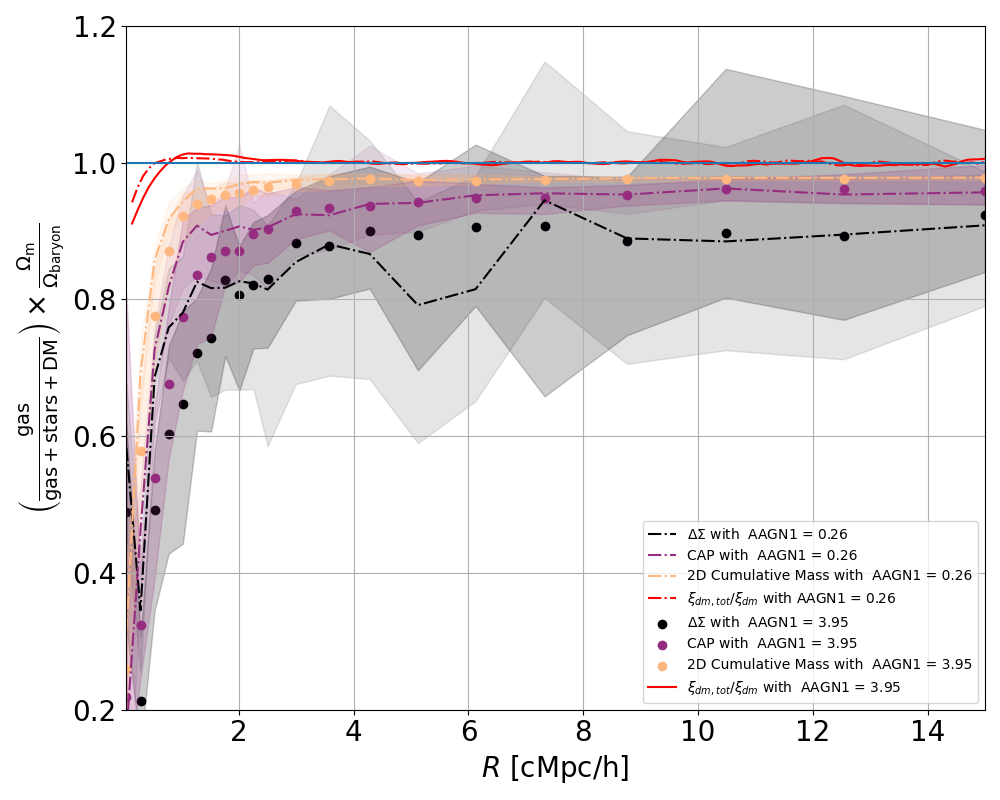 1.2
1.0
0.8
0.6
0.4
0.2
2 4 6 8 10 12 14
R [cMpc/h]
( gas / gas + stars + DM ) × Ωm / Ωbaryon
ΔΣ with AAGN1 = 0.26
CAP with AAGN1 = 0.26
2D Cumulative Mass with AAGN1 = 0.26
ξdm,tot/ξdm with AAGN1 = 0.26
ΔΣ with AAGN1 = 3.95
CAP with AAGN1 = 3.95
2D Cumulative Mass with AAGN1 = 3.95
ξdm,tot/ξdm with AAGN1 = 3.95